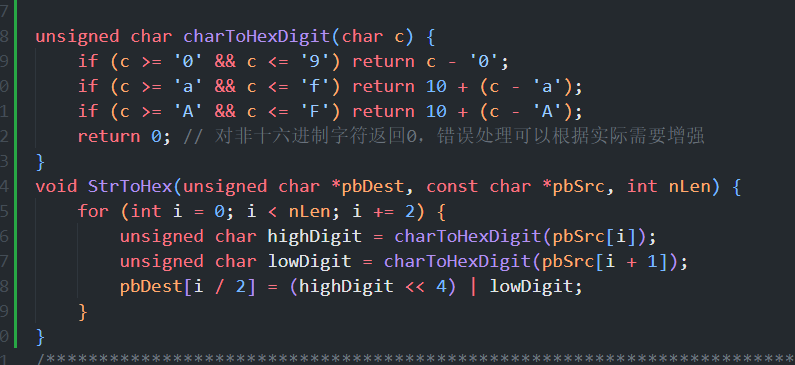 7
8 unsigned char charToHexDigit(char c) {
9     if (c >= '0' && c <= '9') return c - '0';
0     if (c >= 'a' && c <= 'f') return 10 + (c - 'a');
1     if (c >= 'A' && c <= 'F') return 10 + (c - 'A');
2     return 0; // 对非十六进制字符返回0，错误处理可以根据实际需要增强
3 }
4 void StrToHex(unsigned char *pbDest, const char *pbSrc, int nLen) {
5     for (int i = 0; i < nLen; i += 2) {
6         unsigned char highDigit = charToHexDigit(pbSrc[i]);
7         unsigned char lowDigit = charToHexDigit(pbSrc[i + 1]);
8         pbDest[i / 2] = (highDigit << 4) | lowDigit;
9     }
0 }
1 /***********************************************************************